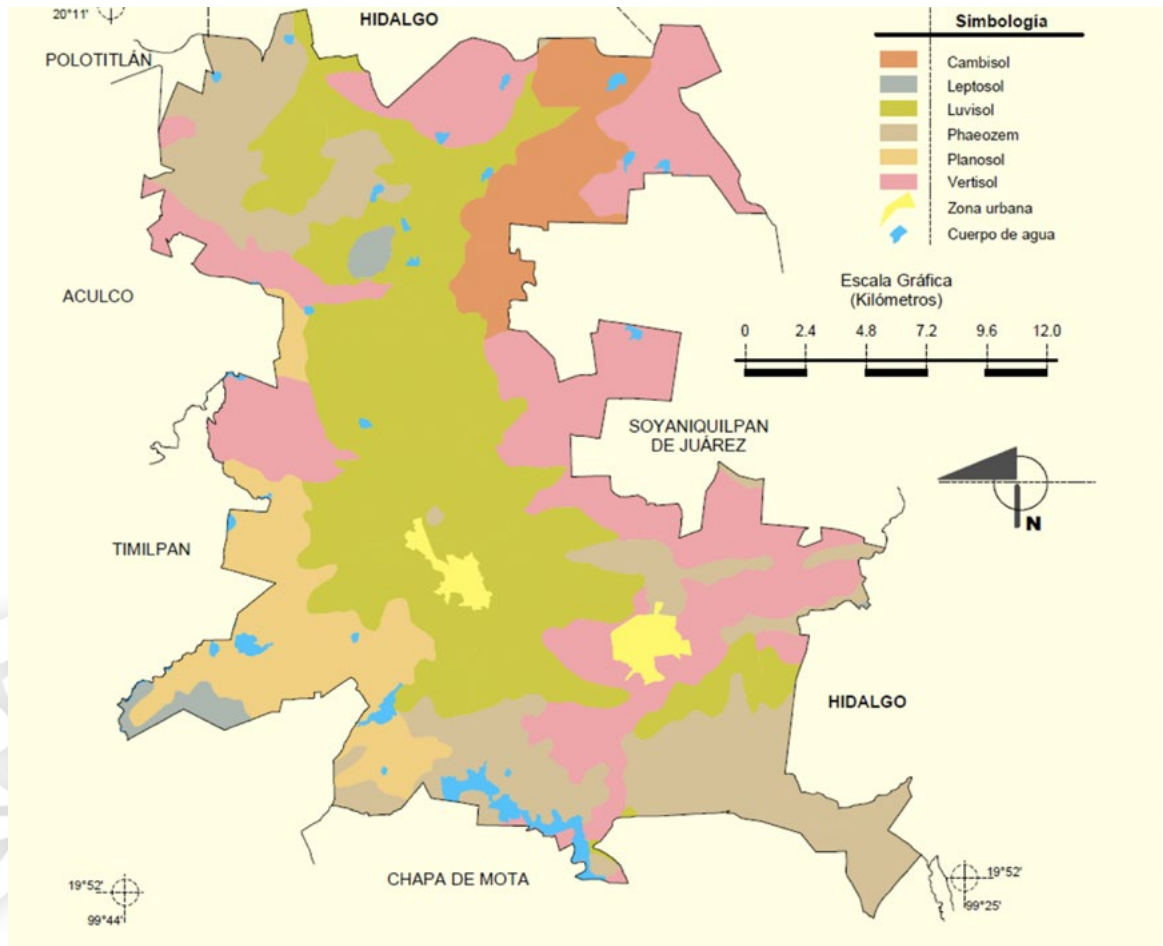 20°11'
HIDALGO
POLOTITLÁN
Simbología
Cambisol
Leptosol
Luvisol
Phaeozem
Planosol
Vertisol
Zona urbana
Cuerpo de agua
ACULCO
Escala Gráfica
(Kilómetros)
0 2.4 4.8 7.2 9.6 12.0
SOYANIQUILPAN
DE JUÁREZ
N
TIMILPAN
HIDALGO
CHAPA DE MOTA
19°52'
99°44'
19°52'
99°25'